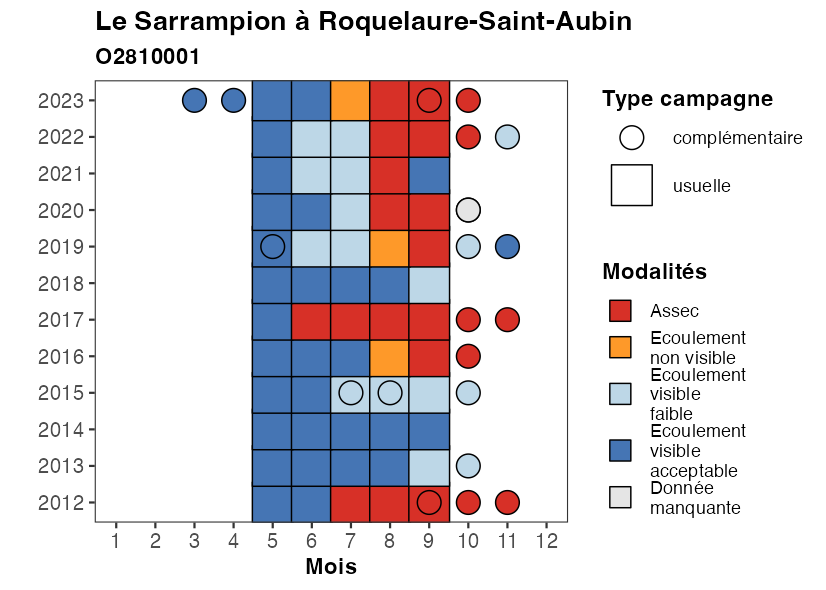 Le Sarrampion à Roquelaure-Saint-Aubin
O2810001
2023
2022
2021
2020
2019
2018
2017
2016
2015
2014
2013
2012
1 2 3 4 5 6 7 8 9 10 11 12
Mois
Type campagne
complémentaire
usuelle
Modalités
Assec
Ecoulement
non visible
Ecoulement
visible
faible
Ecoulement
visible
acceptable
Donnée
manquante